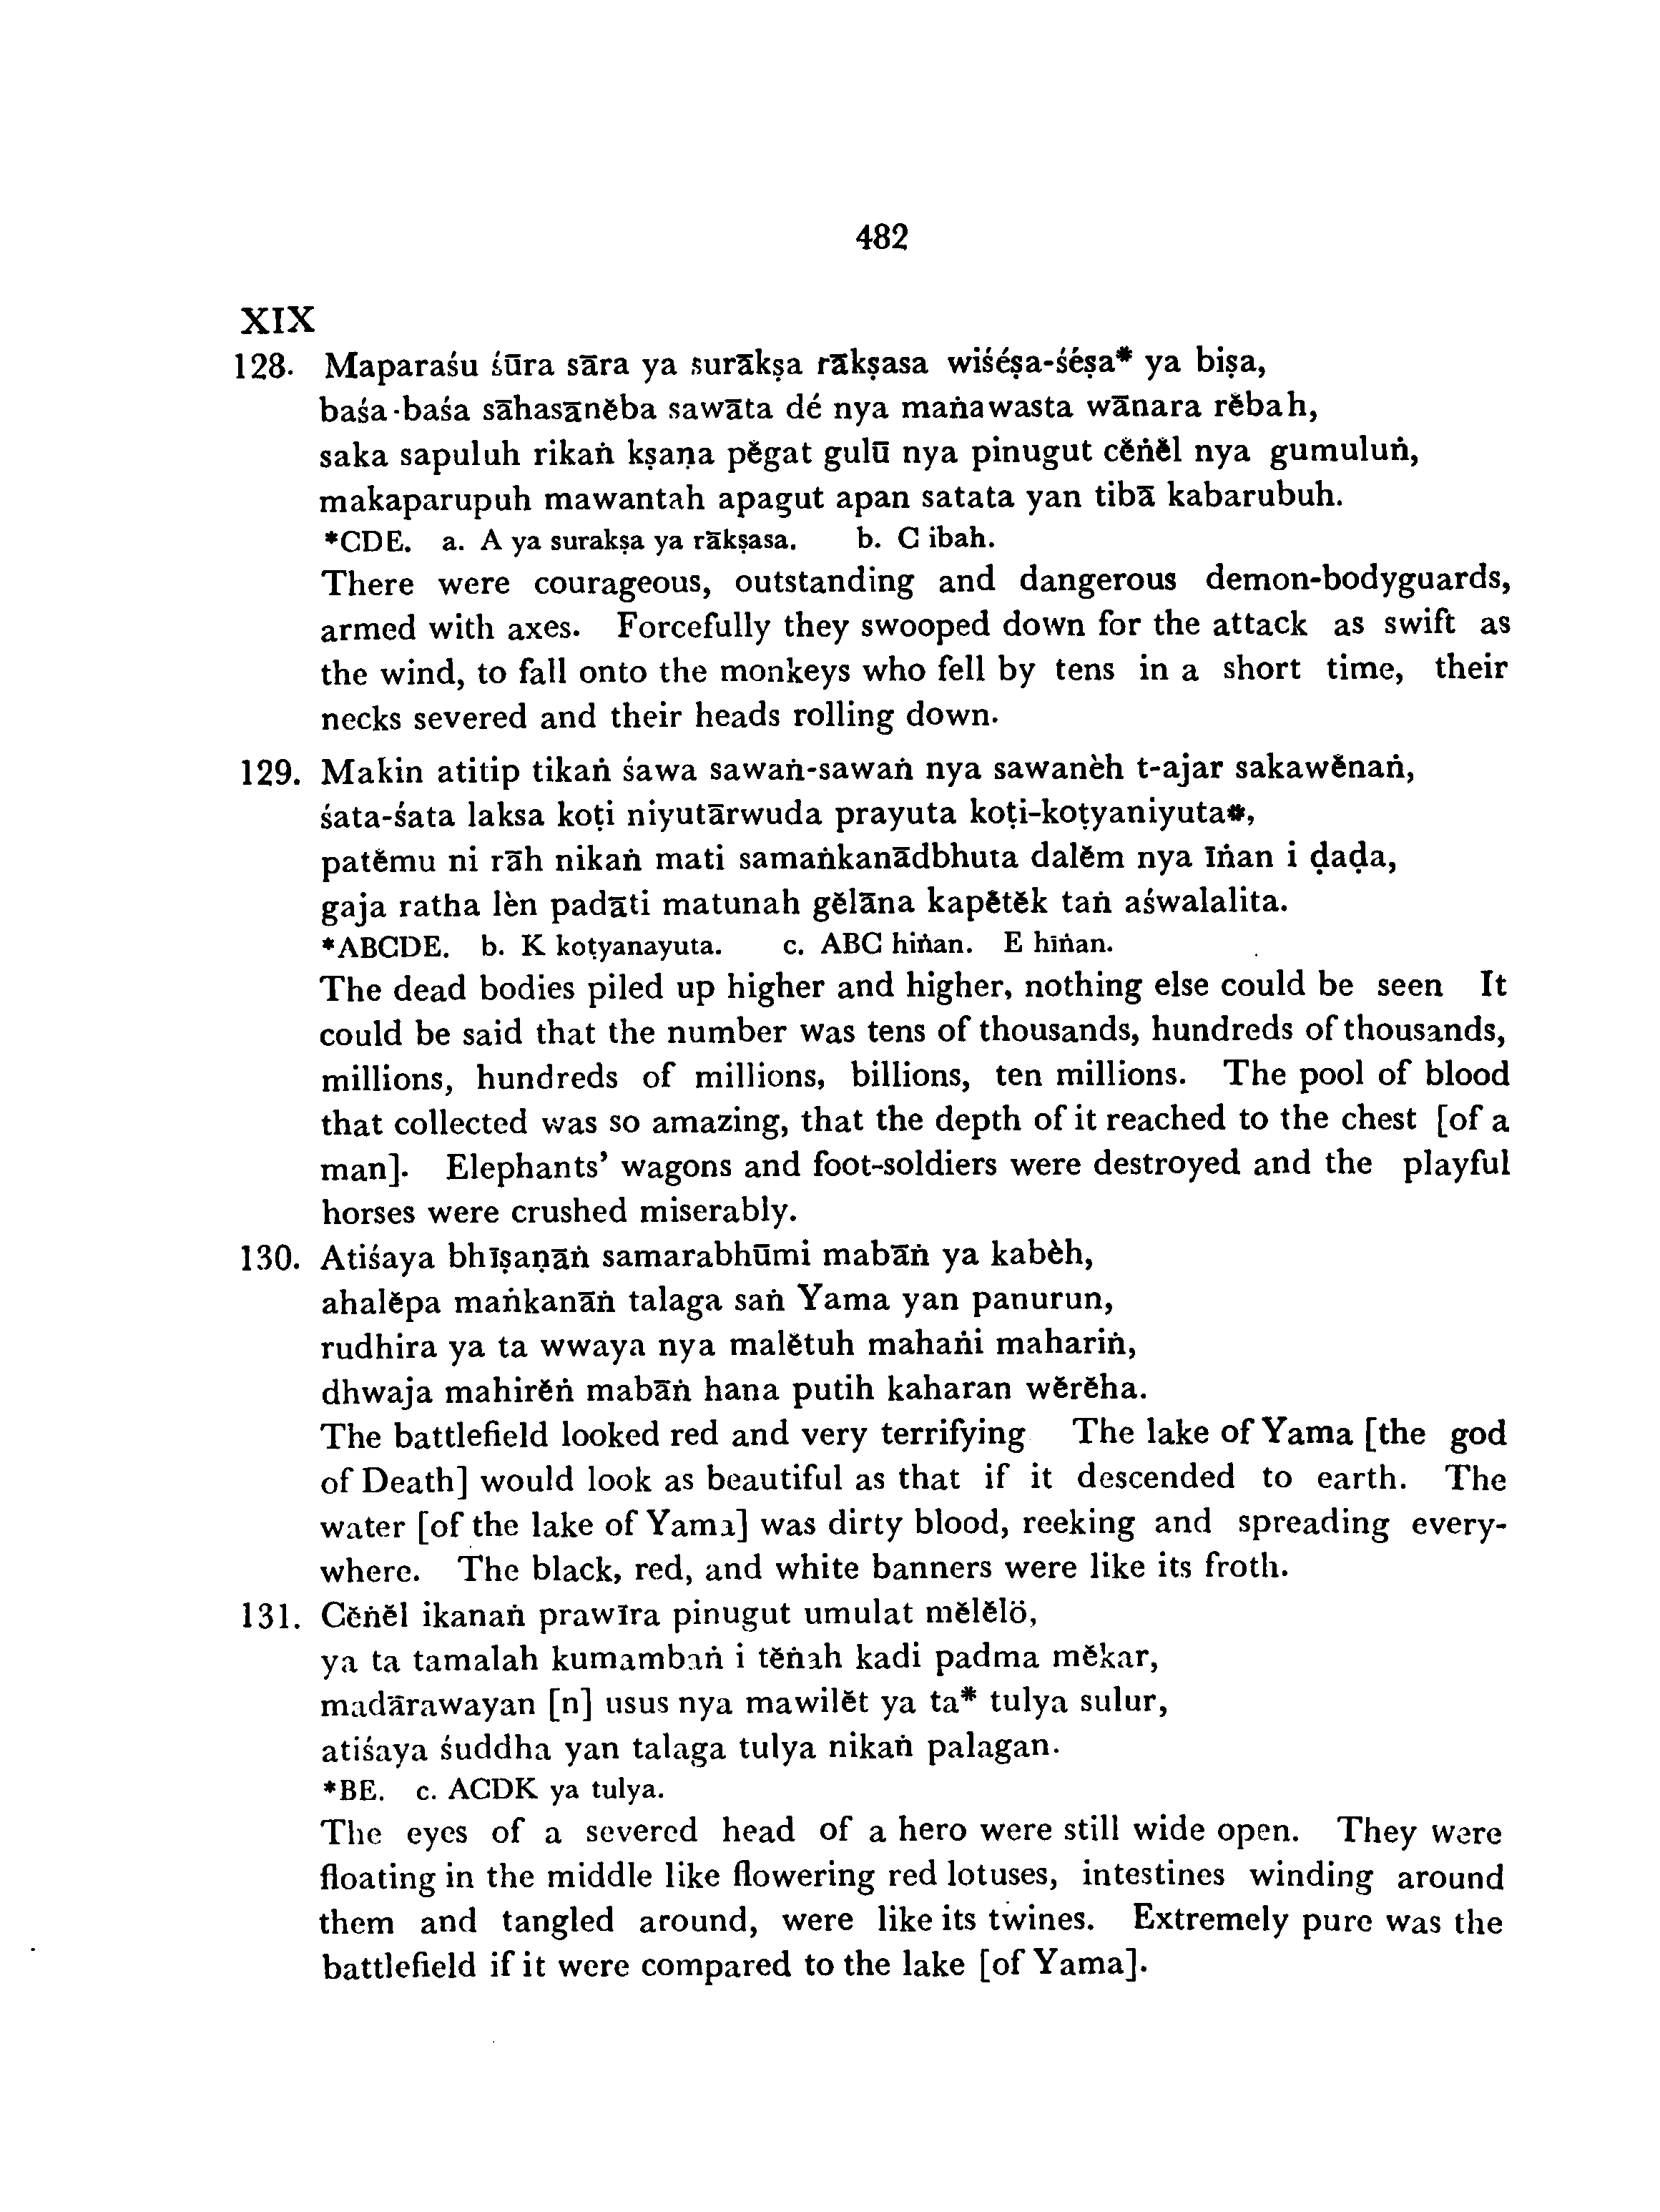 482
XIX
128. Maparaśu śūra sāra ya surākṣa rākṣasa wiśéṣa-śéṣa* ya biṣa,
baśa-baśa sāhasānĕba sawāta dé nya maṅawasta wānara rĕbah,
saka sapuluh rikaṅ kṣaṇa pĕgat gulū nya pinugut cĕṅĕl nya gumuluṅ,
makaparupuh mawantah apagut apan satata yan tibā kabarubuh.
*CDE. a. A ya surakṣa ya rākṣasa. b. C ibah.
There were courageous, outstanding and dangerous demon-bodyguards,
armed with axes. Forcefully they swooped down for the attack as swift as
the wind, to fall onto the monkeys who fell by tens in a short time, their
necks severed and their heads rolling down.
129. Makin atitip tikaṅ śawa sawaṅ-sawaṅ nya sawanèh t-ajar sakawĕnaṅ,
śata-śata laksa koṭi niyutārwuda prayuta koṭi-koṭyaniyuta*,
patĕmu ni rāh nikaṅ mati samaṅkanādbhuta dalĕm nya īṅan i ḍaḍa,
gaja ratha lèn padāti matunah gĕlāna kapĕtĕk taṅ aśwalalita.
*ABCDE. b. K koṭyanayuta. c. ABC hiṅan. E hīṅan.
The dead bodies piled up higher and higher, nothing else could be seen It
could be said that the number was tens of thousands, hundreds of thousands,
millions, hundreds of millions, billions, ten millions. The pool of blood
that collected was so amazing, that the depth of it reached to the chest [of a
man]. Elephants' wagons and foot-soldiers were destroyed and the playful
horses were crushed miserably.
130. Atiśaya bhīṣaṇāṅ samarabhūmi mabāṅ ya kabèh,
ahalĕpa maṅkanāṅ talaga saṅ Yama yan panurun,
rudhira ya ta wwaya nya malĕtuh mahaṅi mahariṅ,
dhwaja mahirĕṅ mabāṅ hana putih kaharan wĕrĕha.
The battlefield looked red and very terrifying The lake of Yama [the god
of Death] would look as beautiful as that if it descended to earth. The
water [of the lake of Yama] was dirty blood, reeking and spreading every-
where. The black, red, and white banners were like its froth.
131. Cĕṅĕl ikanaṅ prawīra pinugut umulat mĕlĕlö,
ya ta tamalah kumambaṅ i tĕṅah kadi padma mĕkar,
madārawayan [n] usus nya mawilĕt ya ta* tulya sulur,
atiśaya śuddha yan talaga tulya nikaṅ palagan.
*BE. c. ACDK ya tulya.
The eyes of a severed head of a hero were still wide open. They were
floating in the middle like flowering red lotuses, intestines winding around
them and tangled around, were like its twines. Extremely pure was the
battlefield if it were compared to the lake [of Yama].